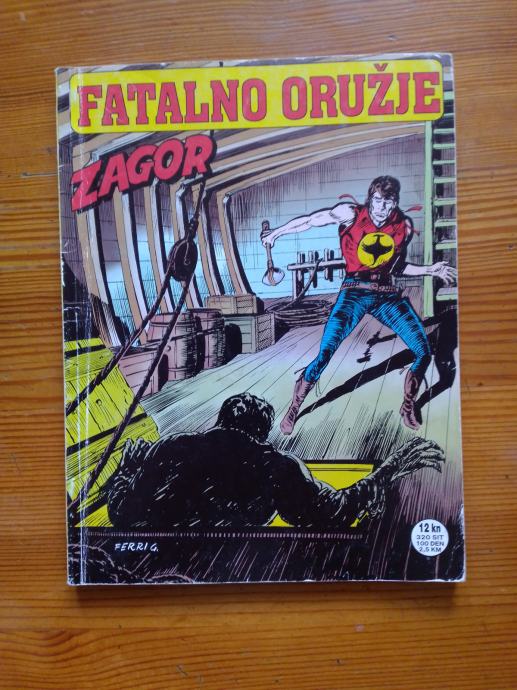 FATALNO ORUŽJE
ZAGOR
12 kn
320 SIT
100 DEN
2,5 KM
FERRI G.